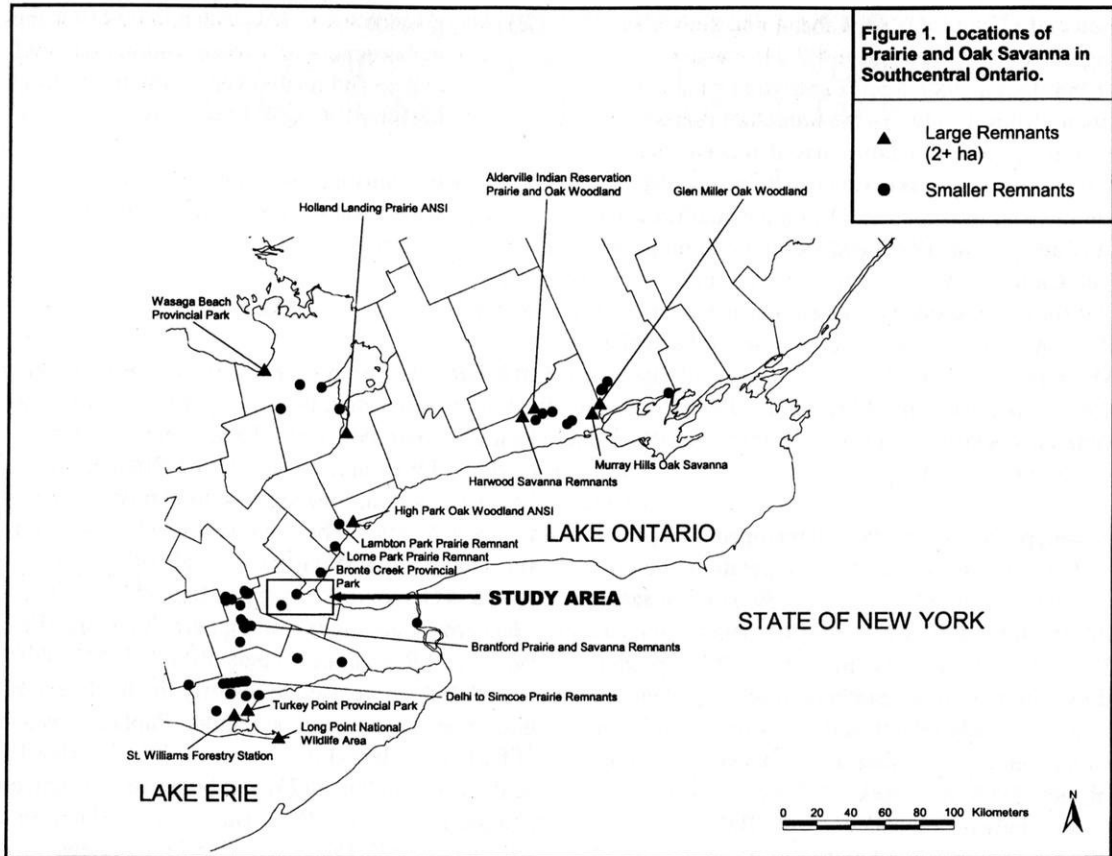 Figure 1. Locations of
Prairie and Oak Savanna in
Southcentral Ontario.
Large Remnants
(2+ ha)
Smaller Remnants
Alderville Indian Reservation
Prairie and Oak Woodland
Glen Miller Oak Woodland
Holland Landing Prairie ANSI
Wasaga Beach
Provincial Park
Murray Hills Oak Savanna
Harwood Savanna Remnants
High Park Oak Woodland ANSI
LAKE ONTARIO
Lambton Park Prairie Remnant
Lorne Park Prairie Remnant
Bronte Creek Provincial
Park
STUDY AREA
STATE OF NEW YORK
Brantford Prairie and Savanna Remnants
Delhi to Simcoe Prairie Remnants
Turkey Point Provincial Park
Long Point National
Wildlife Area
St. Williams Forestry Station
LAKE ERIE
0 20 40 60 80 100 Kilometers
N